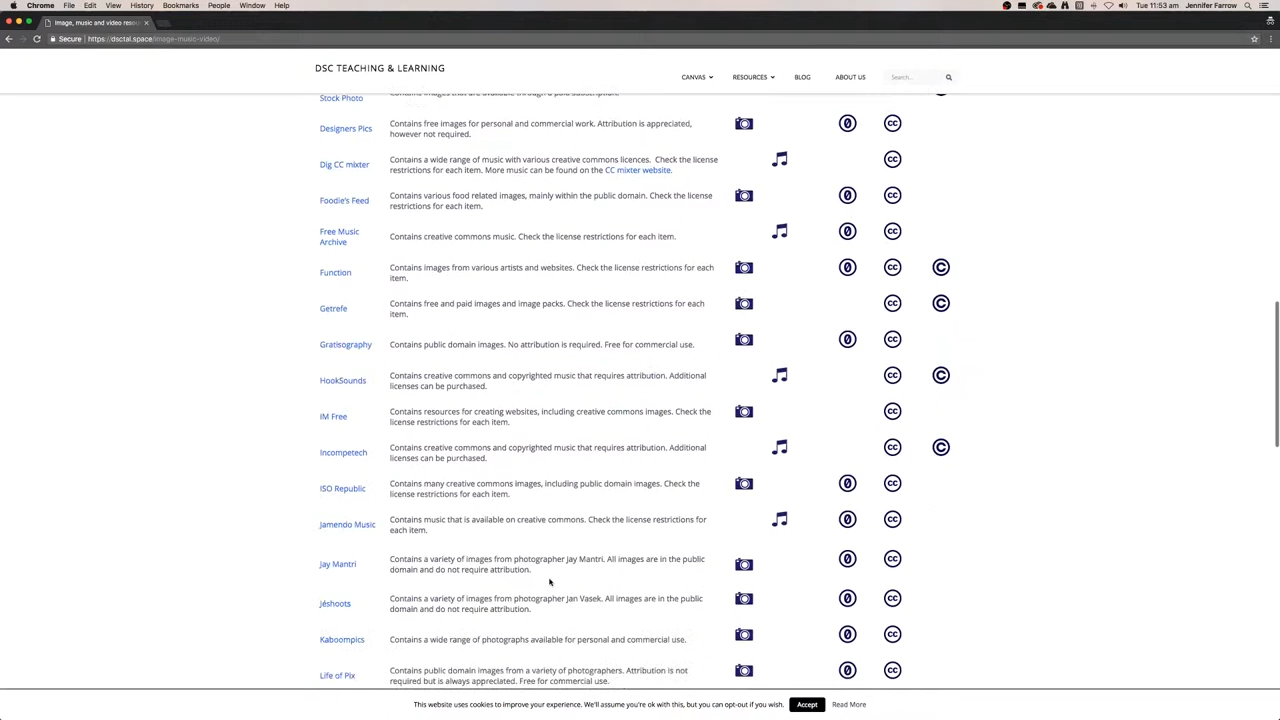 Chrome File Edit View History Bookmarks People Window Help Tue 11:53 am Jennifer Farrow
Image, music and video resou
Secure https://dsctal.space/image-music-video/
DSC TEACHING & LEARNING
CANVAS RESOURCES BLOG ABOUT US Search...
Stock Photo
Designers Pics Contains free images for personal and commercial work. Attribution is appreciated,
however not required.
Dig CC mixter Contains a wide range of music with various creative commons licences. Check the license
restrictions for each item. More music can be found on the CC mixter website.
Foodie's Feed Contains various food related images, mainly within the public domain. Check the license
restrictions for each item.
Free Music
Archive Contains creative commons music. Check the license restrictions for each item.
Function Contains images from various artists and websites. Check the license restrictions for each
item.
Getrefe Contains free and paid images and image packs. Check the license restrictions for each
item.
Gratisography Contains public domain images. No attribution is required. Free for commercial use.
HookSounds Contains creative commons and copyrighted music that requires attribution. Additional
licenses can be purchased.
IM Free Contains resources for creating websites, including creative commons images. Check the
license restrictions for each item.
Incompetech Contains creative commons and copyrighted music that requires attribution. Additional
licenses can be purchased.
ISO Republic Contains many creative commons images, including public domain images. Check the
license restrictions for each item.
Jamendo Music Contains music that is available on creative commons. Check the license restrictions for
each item.
Jay Mantri Contains a variety of images from photographer Jay Mantri. All images are in the public
domain and do not require attribution.
Jéshoots Contains a variety of images from photographer Jan Vasek. All images are in the public
domain and do not require attribution.
Kaboompics Contains a wide range of photographs available for personal and commercial use.
Life of Pix Contains public domain images from a variety of photographers. Attribution is not
required but is always appreciated. Free for commercial use.
This website uses cookies to improve your experience. We'll assume you're ok with this, but you can opt-out if you wish. Accept Read More